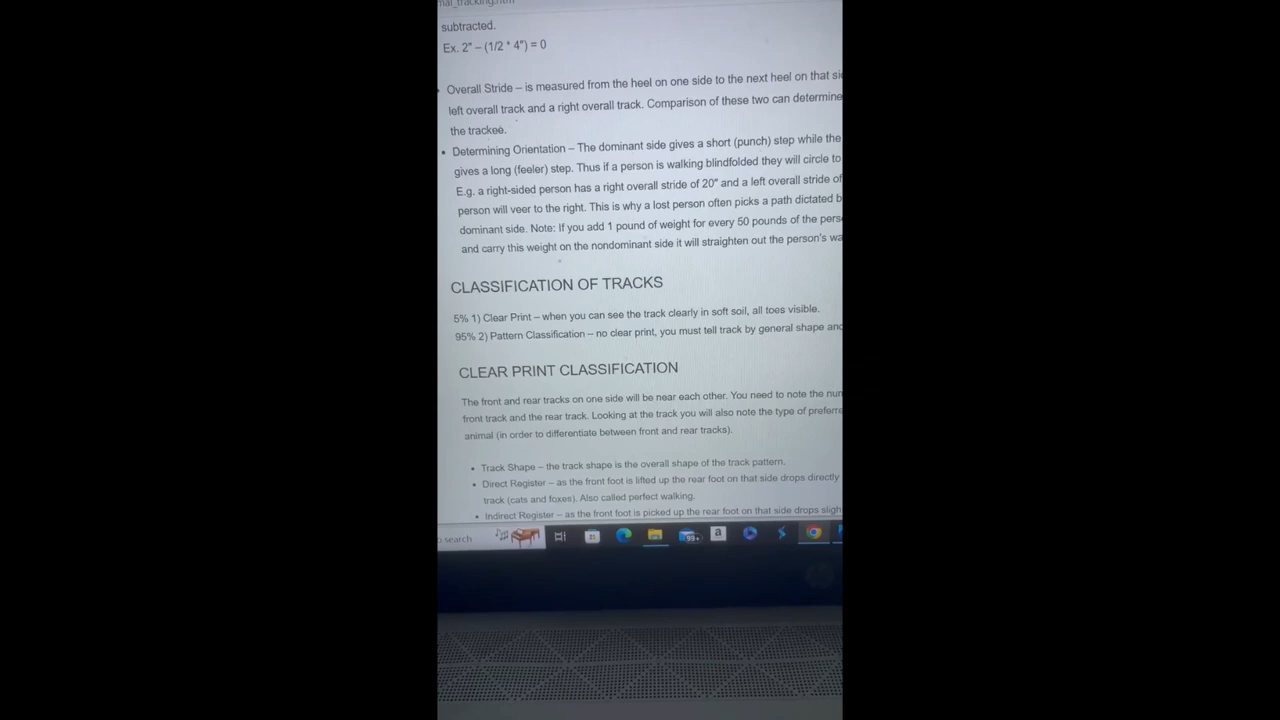 subtracted.
Ex. 2" – (1/2 * 4") = 0
• Overall Stride – is measured from the heel on one side to the next heel on that
left overall track and a right overall track. Comparison of these two can determine
the trackee.
• Determining Orientation – The dominant side gives a short (punch) step while the
gives a long (feeler) step. Thus if a person is walking blindfolded they will circle to
E.g. a right-sided person has a right overall stride of 20" and a left overall stride of
person will veer to the right. This is why a lost person often picks a path dictated
dominant side. Note: If you add 1 pound of weight for every 50 pounds of the
and carry this weight on the nondominant side it will straighten out the person's
CLASSIFICATION OF TRACKS
5% 1) Clear Print – when you can see the track clearly in soft soil, all toes visible.
95% 2) Pattern Classification – no clear print, you must tell track by general shape and
CLEAR PRINT CLASSIFICATION
The front and rear tracks on one side will be near each other. You need to note the
front track and the rear track. Looking at the track you will also note the type of
animal (in order to differentiate between front and rear tracks).
• Track Shape – the track shape is the overall shape of the track pattern.
• Direct Register – as the front foot is lifted up the rear foot on that side drops directly
track (cats and foxes). Also called perfect walking.
• Indirect Register – as the front foot is picked up the rear foot on that side drops
search
99+
a